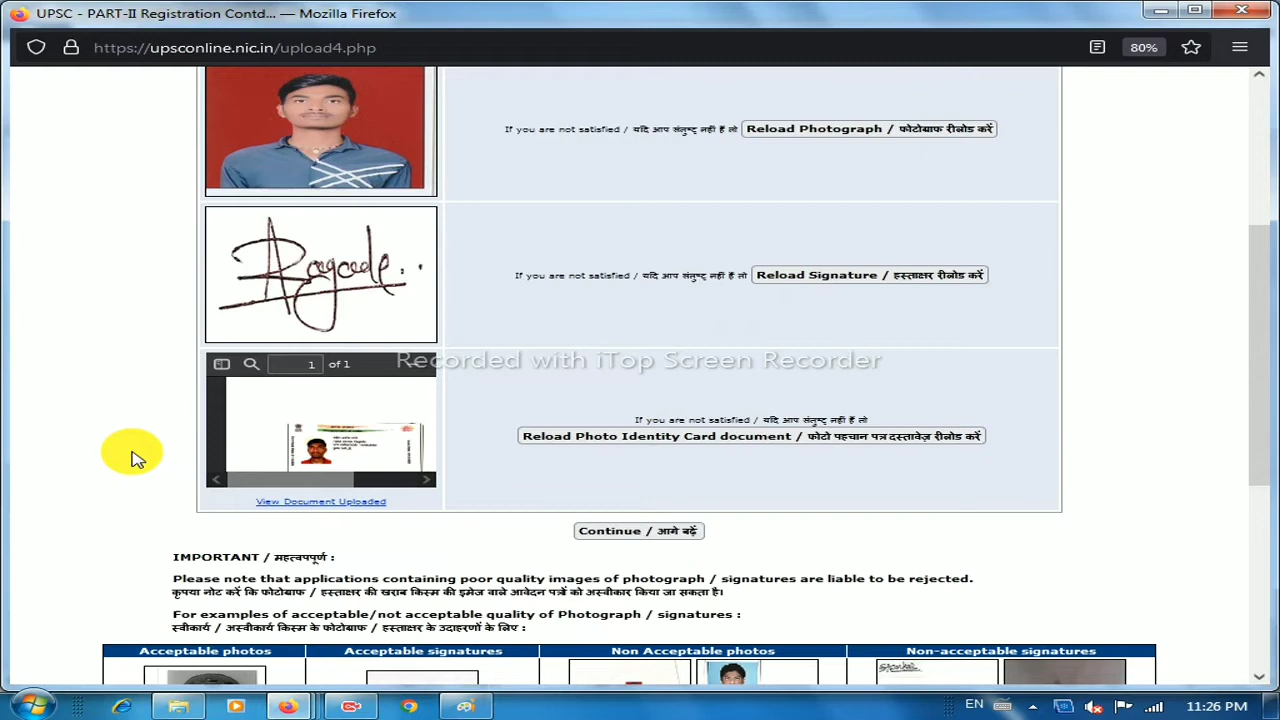 UPSC - PART-II Registration Contd... — Mozilla Firefox
https://upsconline.nic.in/upload4.php
80%
If you are not satisfied / यदि आप संतुष्ट नहीं हैं तो Reload Photograph / फोटोग्राफ रीलोड करें
If you are not satisfied / यदि आप संतुष्ट नहीं हैं तो Reload Signature / हस्ताक्षर रीलोड करें
Recorded with iTop Screen Recorder
1 of 1
If you are not satisfied / यदि आप संतुष्ट नहीं हैं तो
Reload Photo Identity Card document / फोटो पहचान पत्र दस्तावेज़ रीलोड करें
View Document Uploaded
Continue / आगे बढ़ें
IMPORTANT / महत्वपपूर्ण :
Please note that applications containing poor quality images of photograph / signatures are liable to be rejected.
कृपया नोट करें कि फोटोग्राफ / हस्ताक्षर की खराब किस्म की इमेज वाले आवेदन पत्रों को अस्वीकार किया जा सकता है।
For examples of acceptable/not acceptable quality of Photograph / signatures :
स्वीकार्य / अस्वीकार्य किस्म के फोटोग्राफ / हस्ताक्षर के उदाहरणों के लिए :
Acceptable photos Acceptable signatures Non Acceptable photos Non-acceptable signatures
EN 11:26 PM